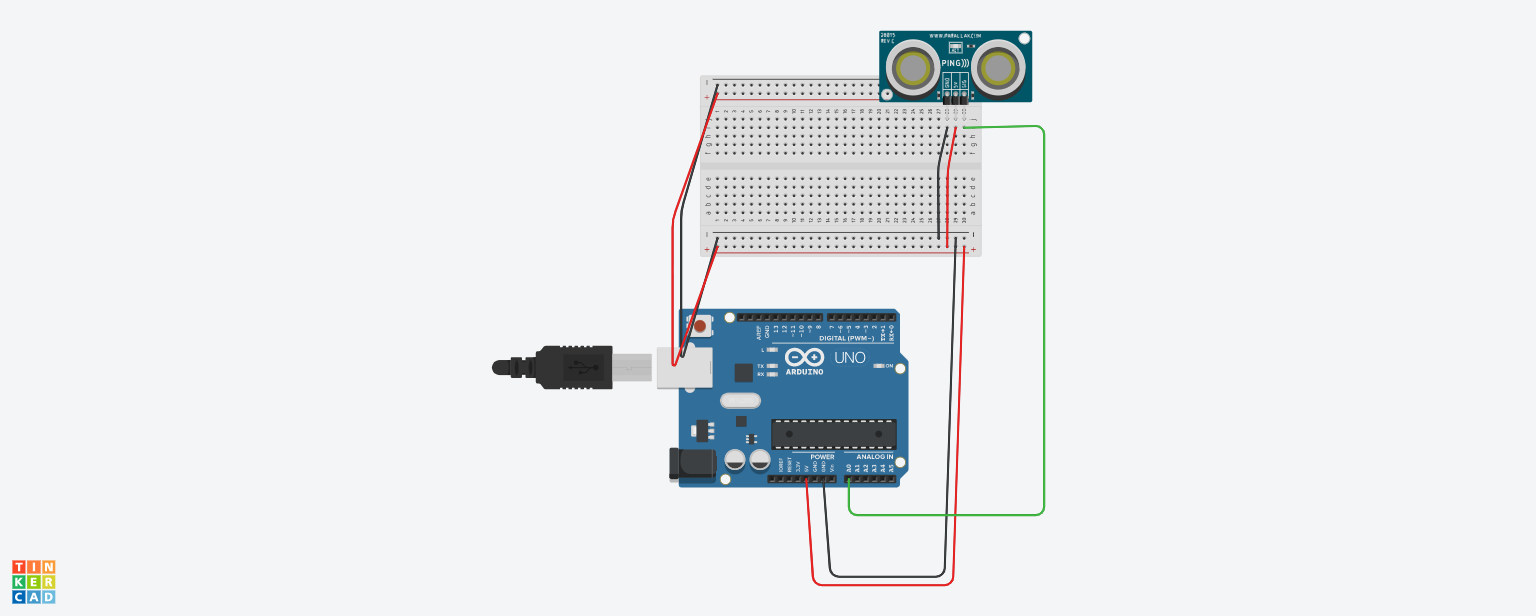 28015
REV C
WWW.PARALLAX.COM
PING)))
GND
5V
SIG
j
h
g
f
e
d
c
b
a
AREF
GND
13
12
~11
~10
~9
8
7
~6
~5
4
~3
2
TX→1
RX←0
DIGITAL (PWM~)
L
TX
RX
UNO
ARDUINO
ON
POWER
ANALOG IN
IOREF
RESET
3.3V
5V
GND
GND
Vin
A0
A1
A2
A3
A4
A5
TIN
KER
CAD